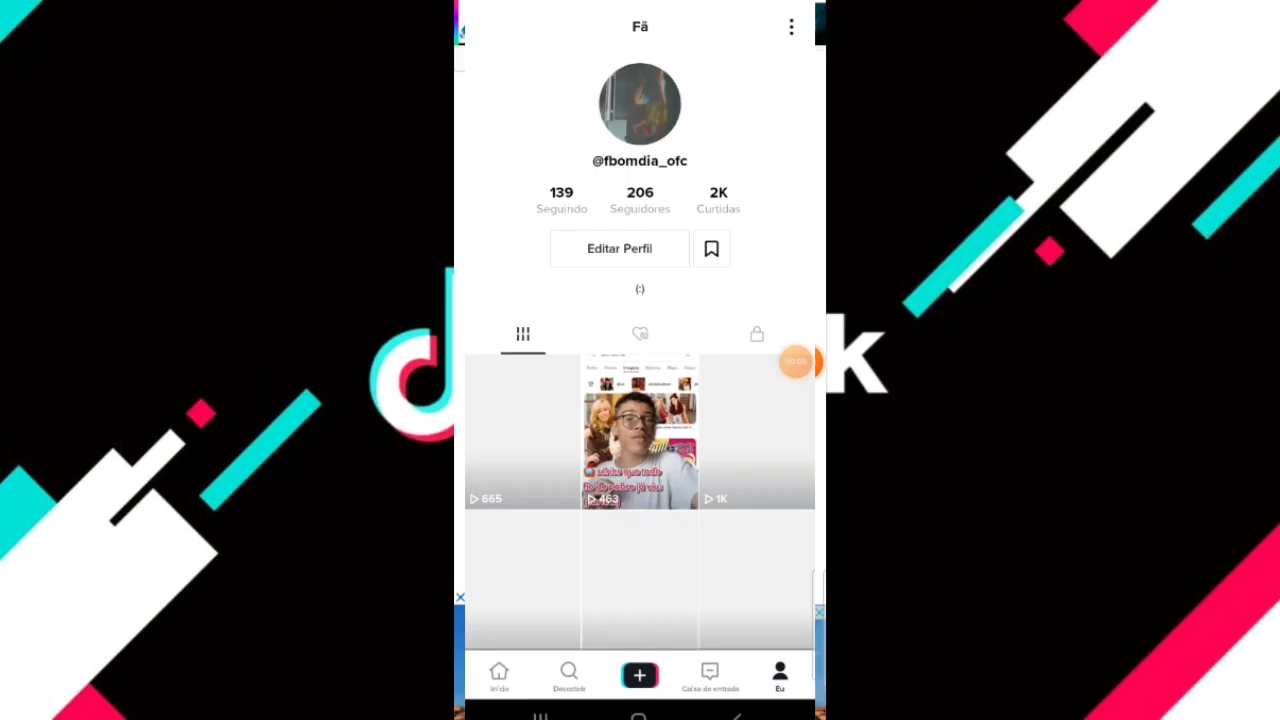 Fã
@fbomdia_ofc
139 206 2K
Seguindo Seguidores Curtidas
Editar Perfil
(:)
k
665 463 1K
Início Descobrir Caixa de entrada Eu